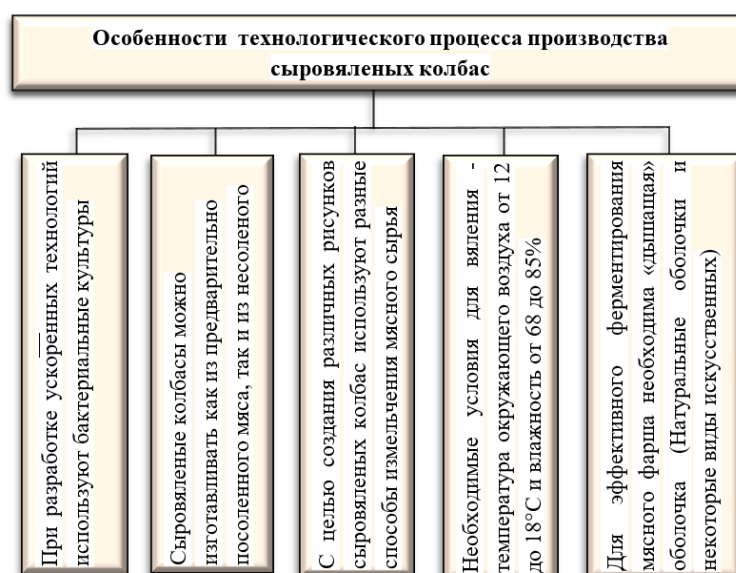 Особенности технологического процесса производства
сыровяленых колбас
При разработке ускоренных технологий
используют бактериальные культуры
Сыровяленые колбасы можно
изготавливать как из предварительно
посоленного мяса, так и из несоленого
С целью создания различных рисунков
сыровяленых колбас используют разные
способы измельчения мясного сырья
Необходимые условия для вяления -
температура окружающего воздуха от 12
до 18°С и влажность от 68 до 85%
Для эффективного ферментирования
мясного фарша необходима «дышащая»
оболочка (Натуральные оболочки и
некоторые виды искусственных)